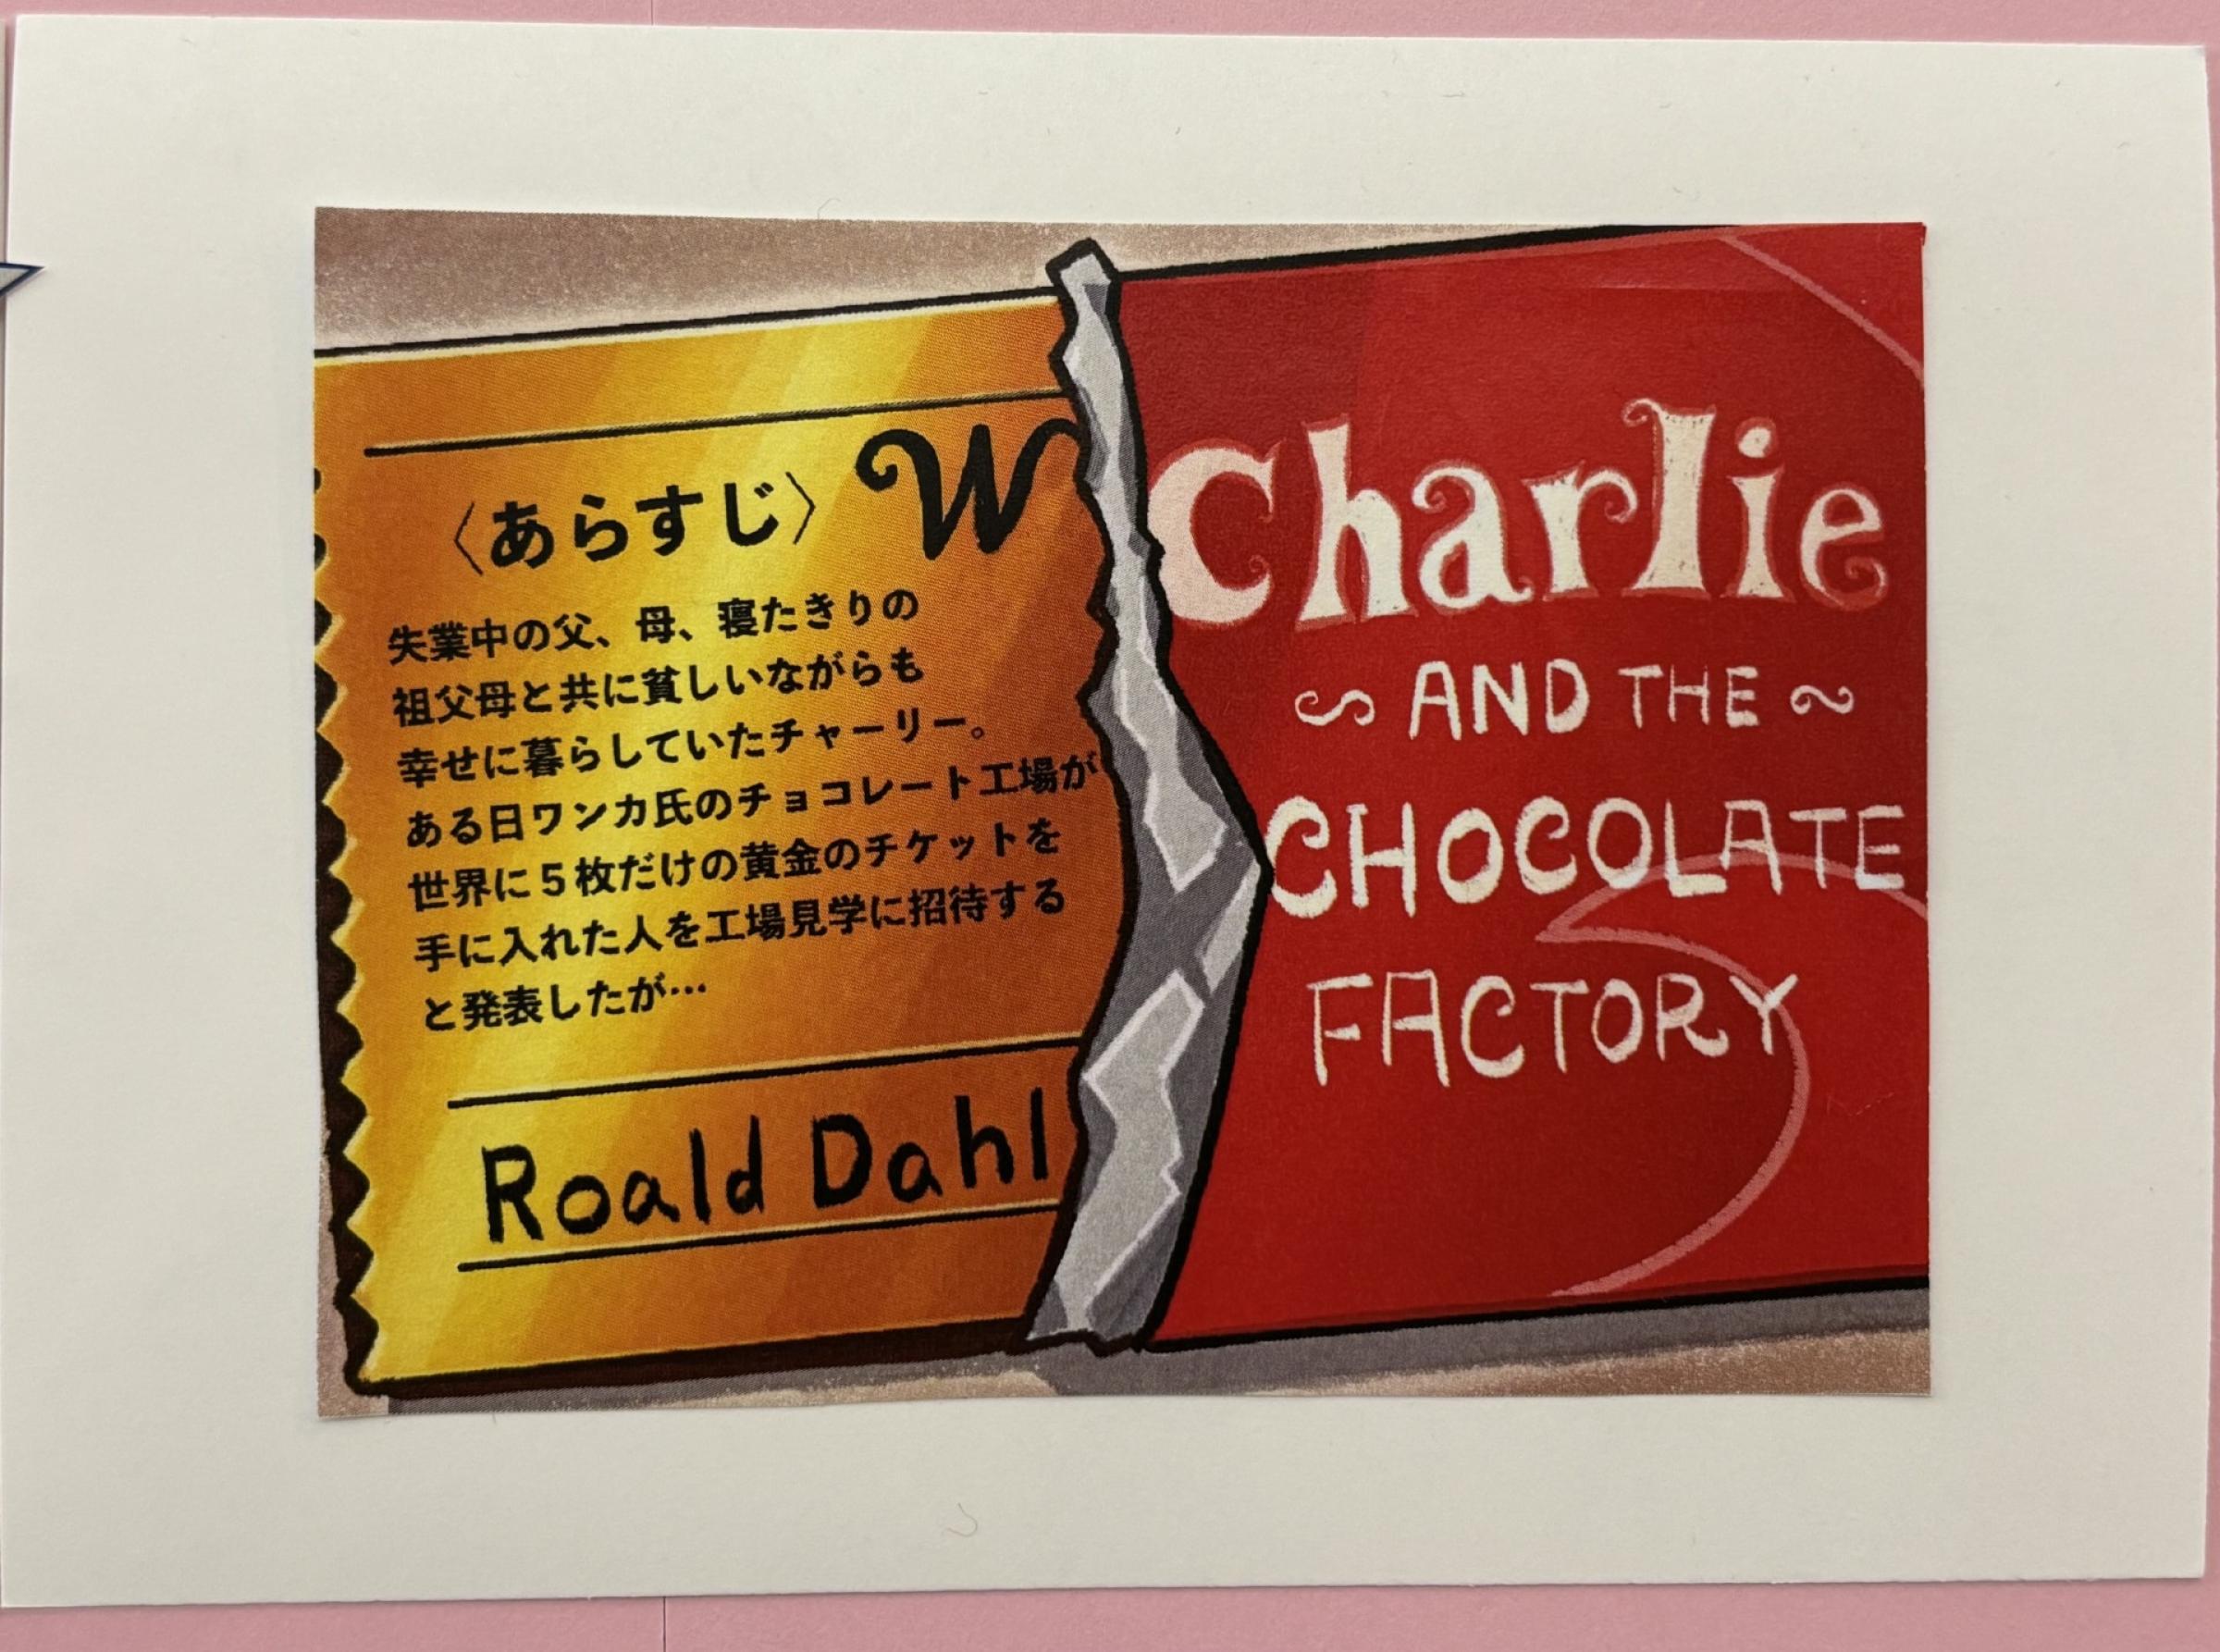 〈あらすじ〉
W
失業中の父、母、寝たきりの
祖父母と共に貧しいながらも
幸せに暮らしていたチャーリー。
ある日ワンカ氏のチョコレート工場が
世界に5枚だけの黄金のチケットを
手に入れた人を工場見学に招待する
と発表したが…
Roald Dahl
Charlie
AND THE
CHOCOLATE
FACTORY